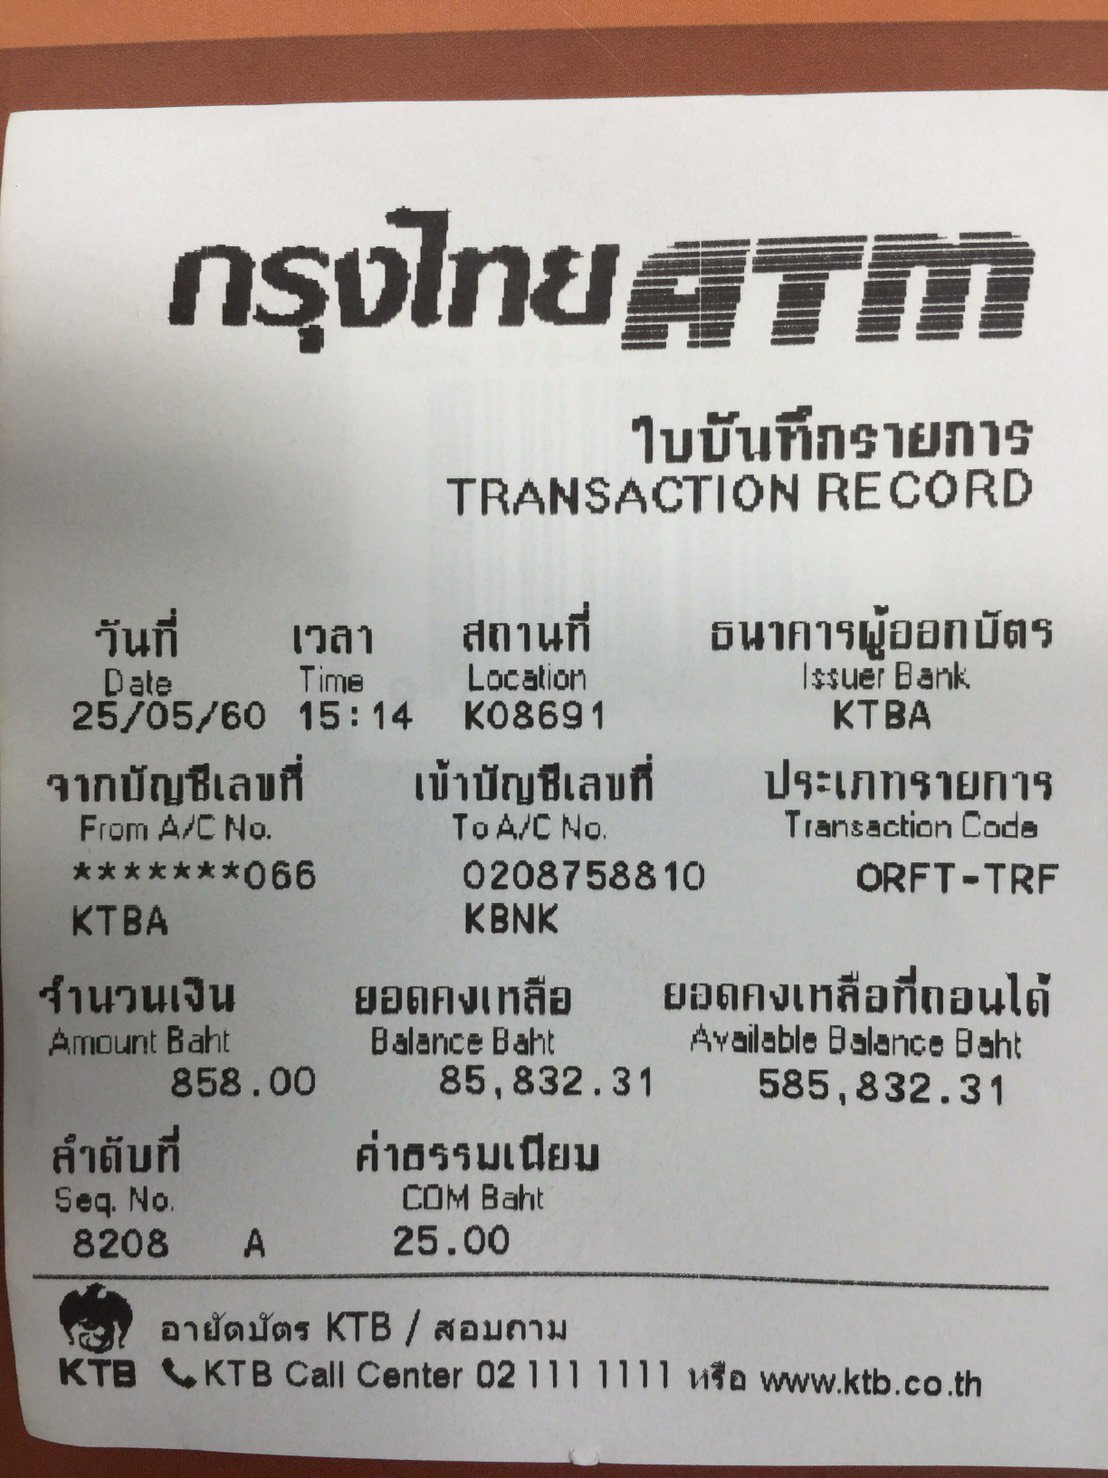 กรุงไทย ATM
ใบบันทึกรายการ
TRANSACTION RECORD
วันที่ เวลา สถานที่ ธนาคารผู้ออกบัตร
Date Time Location Issuer Bank
25/05/60 15:14 K08691 KTBA
จากบัญชีเลขที่ เข้าบัญชีเลขที่ ประเภทรายการ
From A/C No. To A/C No. Transaction Code
*******066 0208758810 ORFT-TRF
KTBA KBNK
จำนวนเงิน ยอดคงเหลือ ยอดคงเหลือที่ถอนได้
Amount Baht Balance Baht Available Balance Baht
858.00 85,832.31 585,832.31
ลำดับที่ ค่าธรรมเนียม
Seq. No. COM Baht
8208 A 25.00
อายัดบัตร KTB / สอบถาม
KTB KTB Call Center 02 111 1111 หรือ www.ktb.co.th